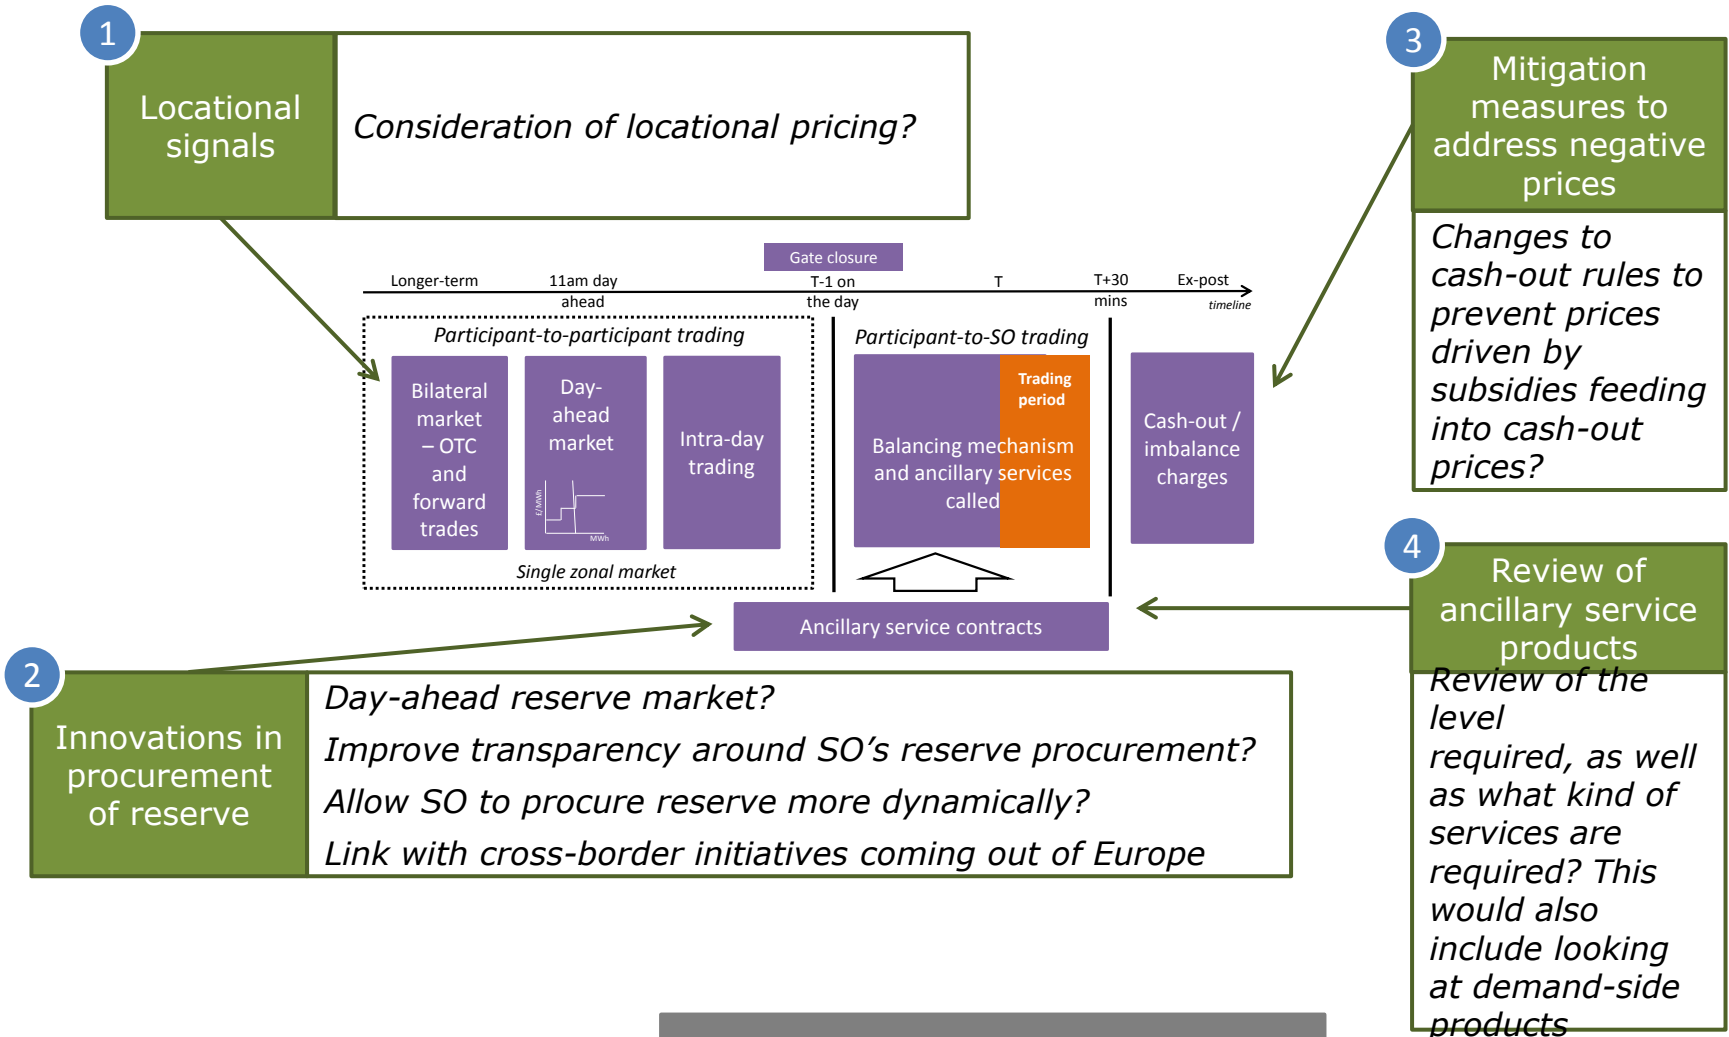 1
Locational
signals
Consideration of locational pricing?
3
Mitigation
measures to
address negative
prices
Changes to
cash-out rules to
prevent prices
driven by
subsidies feeding
into cash-out
prices?
Gate closure
Longer-term
11am day
ahead
T-1 on
the day
T
T+30
mins
Ex-post
timeline
Participant-to-participant trading
Participant-to-SO trading
Bilateral
market
– OTC
and
forward
trades
Day-
ahead
market
£/MWh
MWh
Intra-day
trading
Trading
period
Balancing mechanism
and ancillary services
called
Cash-out /
imbalance
charges
Single zonal market
Ancillary service contracts
4
Review of
ancillary service
products
Review of the
level
required, as well
as what kind of
services are
required? This
would also
include looking
at demand-side
products
2
Innovations in
procurement
of reserve
Day-ahead reserve market?
Improve transparency around SO’s reserve procurement?
Allow SO to procure reserve more dynamically?
Link with cross-border initiatives coming out of Europe